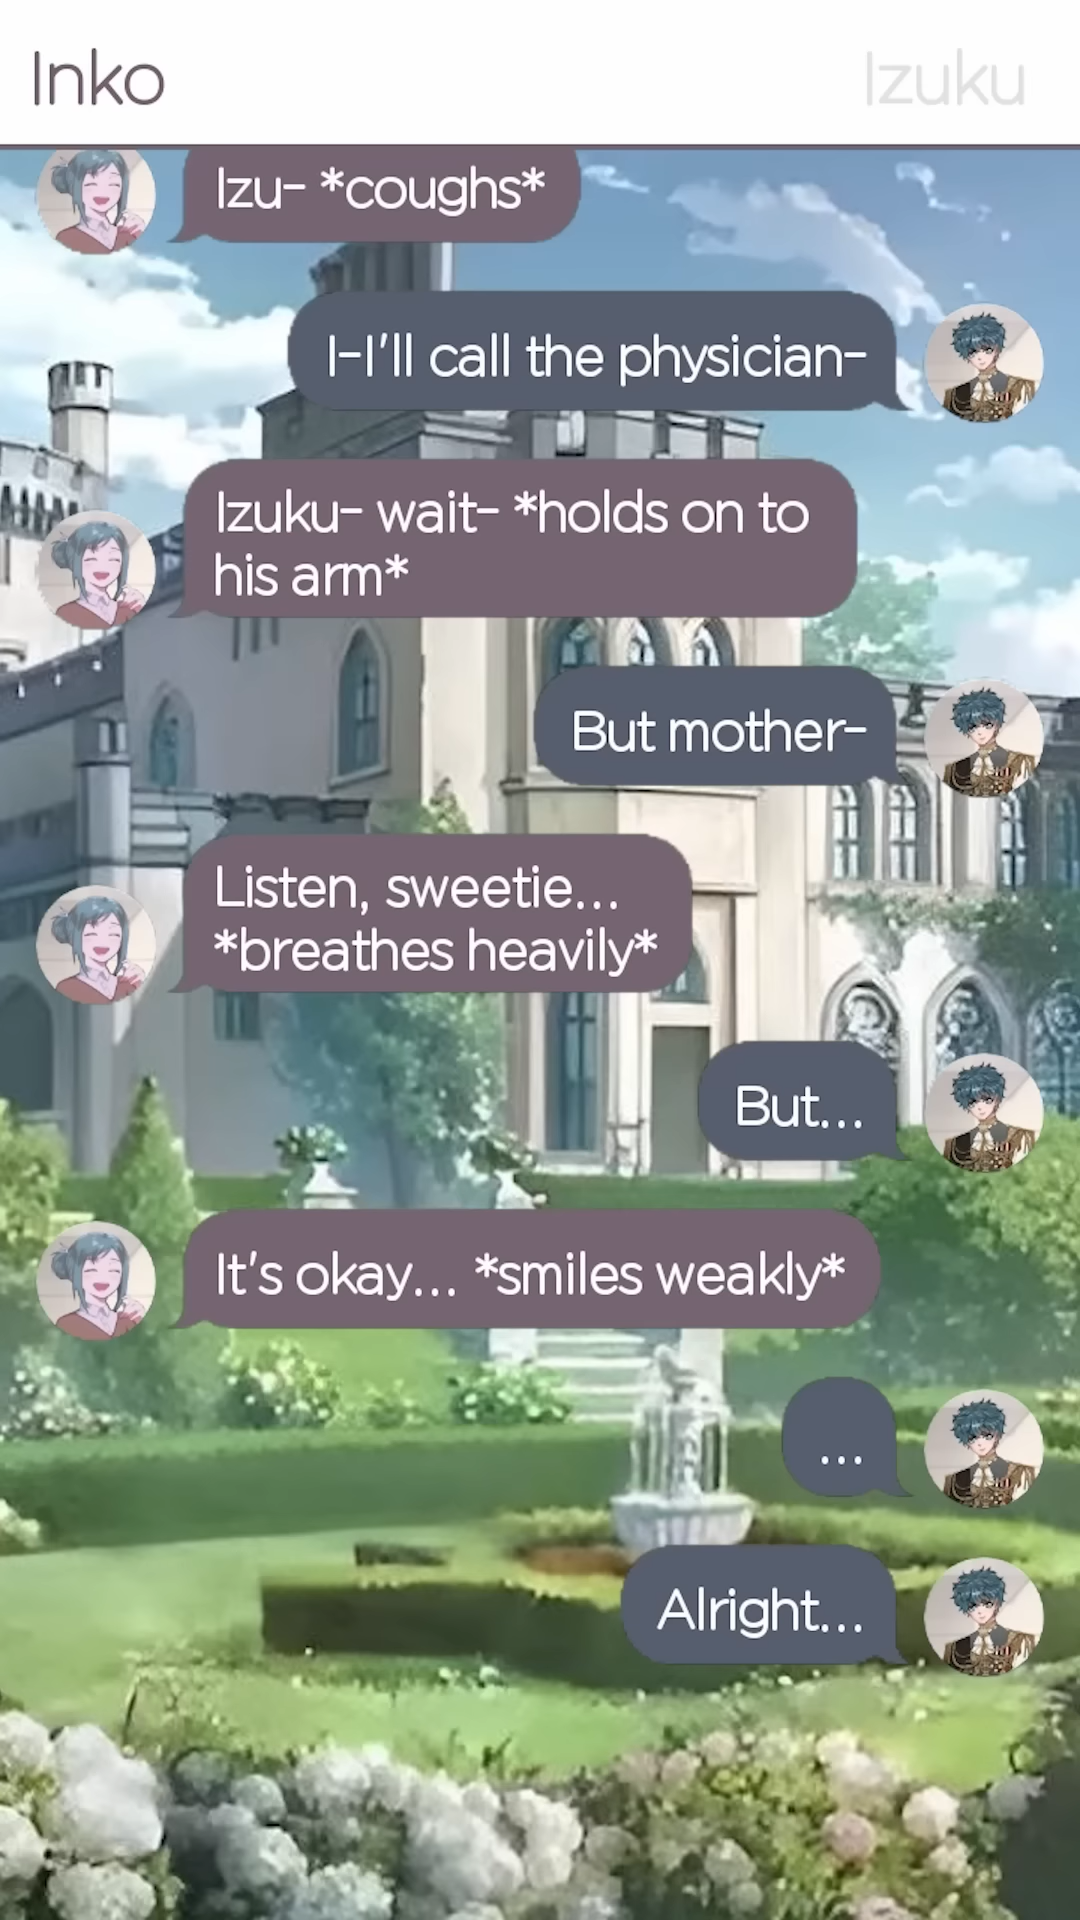 Inko
Izuku
Izu- *coughs*
I-I'll call the physician-
Izuku- wait- *holds on to
his arm*
But mother-
Listen, sweetie...
*breathes heavily*
But...
It's okay... *smiles weakly*
...
Alright...